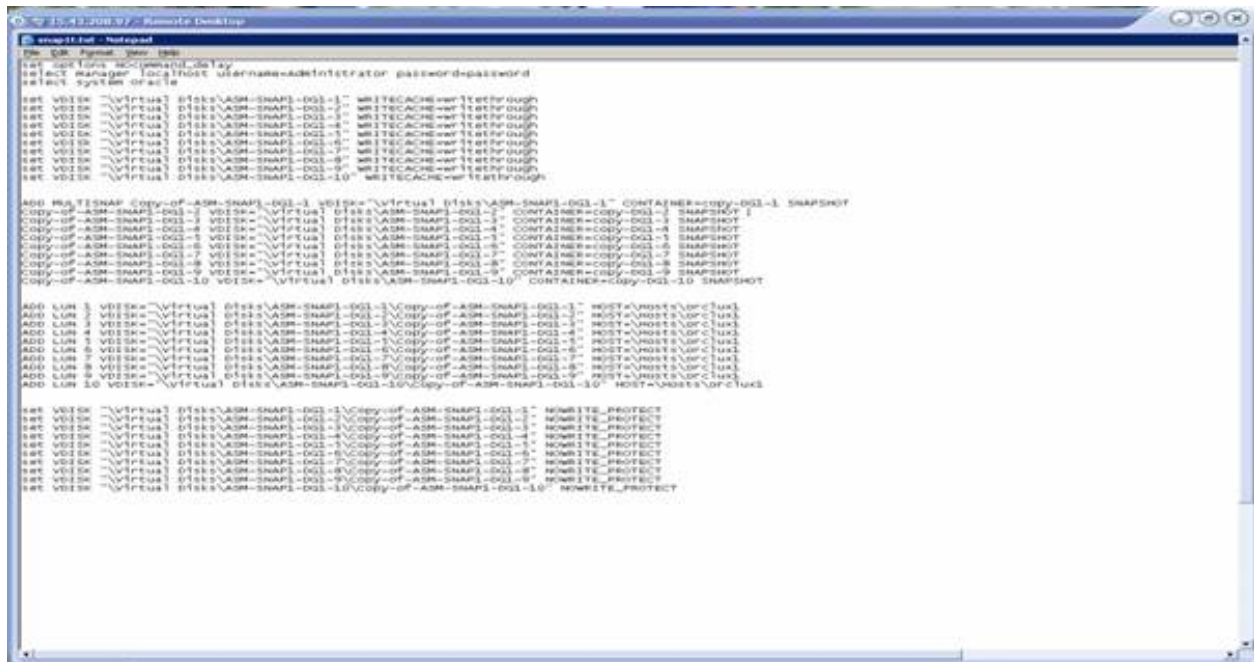 15.43.208.97 - Remote Desktop
snapit.txt - Notepad
File Edit Format View Help
set options NOcommand_delay
select manager localhost username=Administrator password=password
select system oracle
set VDISK "\Virtual Disks\ASM-SNAP1-DG1-1" WRITECACHE=writethrough
set VDISK "\Virtual Disks\ASM-SNAP1-DG1-2" WRITECACHE=writethrough
set VDISK "\Virtual Disks\ASM-SNAP1-DG1-3" WRITECACHE=writethrough
set VDISK "\Virtual Disks\ASM-SNAP1-DG1-4" WRITECACHE=writethrough
set VDISK "\Virtual Disks\ASM-SNAP1-DG1-5" WRITECACHE=writethrough
set VDISK "\Virtual Disks\ASM-SNAP1-DG1-6" WRITECACHE=writethrough
set VDISK "\Virtual Disks\ASM-SNAP1-DG1-7" WRITECACHE=writethrough
set VDISK "\Virtual Disks\ASM-SNAP1-DG1-8" WRITECACHE=writethrough
set VDISK "\Virtual Disks\ASM-SNAP1-DG1-9" WRITECACHE=writethrough
set VDISK "\Virtual Disks\ASM-SNAP1-DG1-10" WRITECACHE=writethrough
ADD MULTISNAP Copy-of-ASM-SNAP1-DG1-1 VDISK="\Virtual Disks\ASM-SNAP1-DG1-1" CONTAINER=copy-DG1-1 SNAPSHOT
Copy-of-ASM-SNAP1-DG1-2 VDISK="\Virtual Disks\ASM-SNAP1-DG1-2" CONTAINER=copy-DG1-2 SNAPSHOT
Copy-of-ASM-SNAP1-DG1-3 VDISK="\Virtual Disks\ASM-SNAP1-DG1-3" CONTAINER=copy-DG1-3 SNAPSHOT
Copy-of-ASM-SNAP1-DG1-4 VDISK="\Virtual Disks\ASM-SNAP1-DG1-4" CONTAINER=copy-DG1-4 SNAPSHOT
Copy-of-ASM-SNAP1-DG1-5 VDISK="\Virtual Disks\ASM-SNAP1-DG1-5" CONTAINER=copy-DG1-5 SNAPSHOT
Copy-of-ASM-SNAP1-DG1-6 VDISK="\Virtual Disks\ASM-SNAP1-DG1-6" CONTAINER=copy-DG1-6 SNAPSHOT
Copy-of-ASM-SNAP1-DG1-7 VDISK="\Virtual Disks\ASM-SNAP1-DG1-7" CONTAINER=copy-DG1-7 SNAPSHOT
Copy-of-ASM-SNAP1-DG1-8 VDISK="\Virtual Disks\ASM-SNAP1-DG1-8" CONTAINER=copy-DG1-8 SNAPSHOT
Copy-of-ASM-SNAP1-DG1-9 VDISK="\Virtual Disks\ASM-SNAP1-DG1-9" CONTAINER=copy-DG1-9 SNAPSHOT
Copy-of-ASM-SNAP1-DG1-10 VDISK="\Virtual Disks\ASM-SNAP1-DG1-10" CONTAINER=copy-DG1-10 SNAPSHOT
ADD LUN 1 VDISK="\Virtual Disks\ASM-SNAP1-DG1-1\Copy-of-ASM-SNAP1-DG1-1" HOST=\Hosts\orclux1
ADD LUN 2 VDISK="\Virtual Disks\ASM-SNAP1-DG1-2\Copy-of-ASM-SNAP1-DG1-2" HOST=\Hosts\orclux1
ADD LUN 3 VDISK="\Virtual Disks\ASM-SNAP1-DG1-3\Copy-of-ASM-SNAP1-DG1-3" HOST=\Hosts\orclux1
ADD LUN 4 VDISK="\Virtual Disks\ASM-SNAP1-DG1-4\Copy-of-ASM-SNAP1-DG1-4" HOST=\Hosts\orclux1
ADD LUN 5 VDISK="\Virtual Disks\ASM-SNAP1-DG1-5\Copy-of-ASM-SNAP1-DG1-5" HOST=\Hosts\orclux1
ADD LUN 6 VDISK="\Virtual Disks\ASM-SNAP1-DG1-6\Copy-of-ASM-SNAP1-DG1-6" HOST=\Hosts\orclux1
ADD LUN 7 VDISK="\Virtual Disks\ASM-SNAP1-DG1-7\Copy-of-ASM-SNAP1-DG1-7" HOST=\Hosts\orclux1
ADD LUN 8 VDISK="\Virtual Disks\ASM-SNAP1-DG1-8\Copy-of-ASM-SNAP1-DG1-8" HOST=\Hosts\orclux1
ADD LUN 9 VDISK="\Virtual Disks\ASM-SNAP1-DG1-9\Copy-of-ASM-SNAP1-DG1-9" HOST=\Hosts\orclux1
ADD LUN 10 VDISK="\Virtual Disks\ASM-SNAP1-DG1-10\Copy-of-ASM-SNAP1-DG1-10" HOST=\Hosts\orclux1
set VDISK "\Virtual Disks\ASM-SNAP1-DG1-1\Copy-of-ASM-SNAP1-DG1-1" NOWRITE_PROTECT
set VDISK "\Virtual Disks\ASM-SNAP1-DG1-2\Copy-of-ASM-SNAP1-DG1-2" NOWRITE_PROTECT
set VDISK "\Virtual Disks\ASM-SNAP1-DG1-3\Copy-of-ASM-SNAP1-DG1-3" NOWRITE_PROTECT
set VDISK "\Virtual Disks\ASM-SNAP1-DG1-4\Copy-of-ASM-SNAP1-DG1-4" NOWRITE_PROTECT
set VDISK "\Virtual Disks\ASM-SNAP1-DG1-5\Copy-of-ASM-SNAP1-DG1-5" NOWRITE_PROTECT
set VDISK "\Virtual Disks\ASM-SNAP1-DG1-6\Copy-of-ASM-SNAP1-DG1-6" NOWRITE_PROTECT
set VDISK "\Virtual Disks\ASM-SNAP1-DG1-7\Copy-of-ASM-SNAP1-DG1-7" NOWRITE_PROTECT
set VDISK "\Virtual Disks\ASM-SNAP1-DG1-8\Copy-of-ASM-SNAP1-DG1-8" NOWRITE_PROTECT
set VDISK "\Virtual Disks\ASM-SNAP1-DG1-9\Copy-of-ASM-SNAP1-DG1-9" NOWRITE_PROTECT
set VDISK "\Virtual Disks\ASM-SNAP1-DG1-10\Copy-of-ASM-SNAP1-DG1-10" NOWRITE_PROTECT